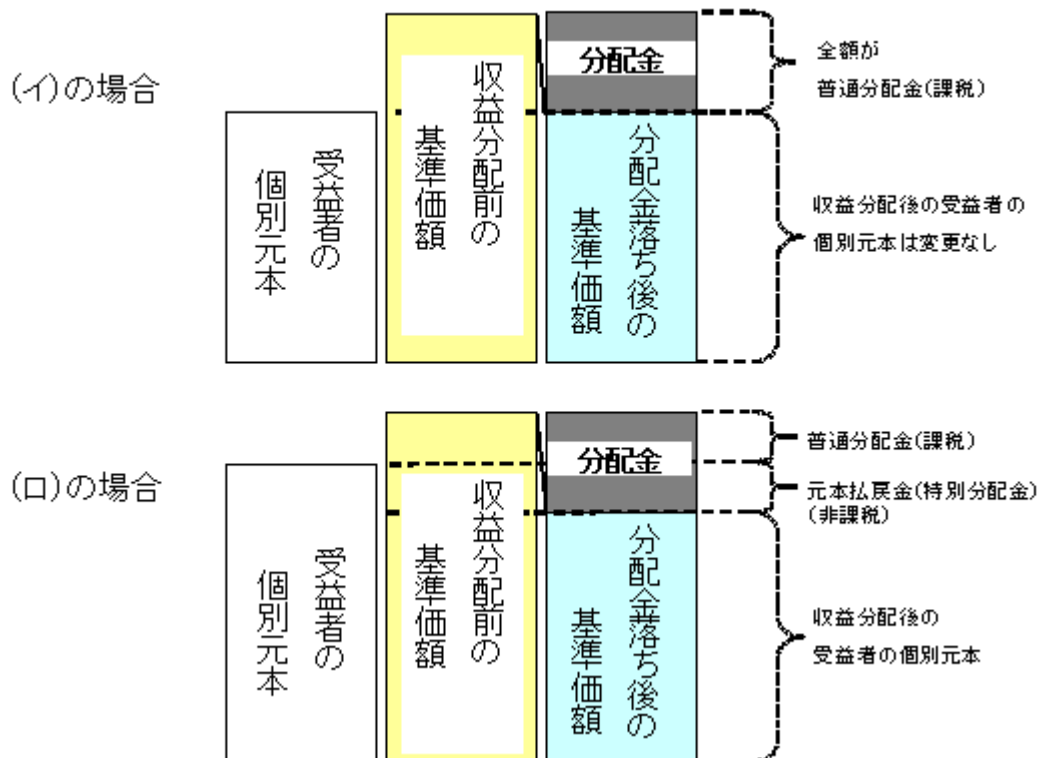 (イ)の場合
受益者の
個別元本
収益分配前の
基準価額
分配金
分配金落ち後の
基準価額
全額が
普通分配金(課税)
収益分配後の受益者の
個別元本は変更なし
(ロ)の場合
受益者の
個別元本
収益分配前の
基準価額
分配金
分配金落ち後の
基準価額
普通分配金(課税)
元本払戻金(特別分配金)
(非課税)
収益分配後の
受益者の個別元本